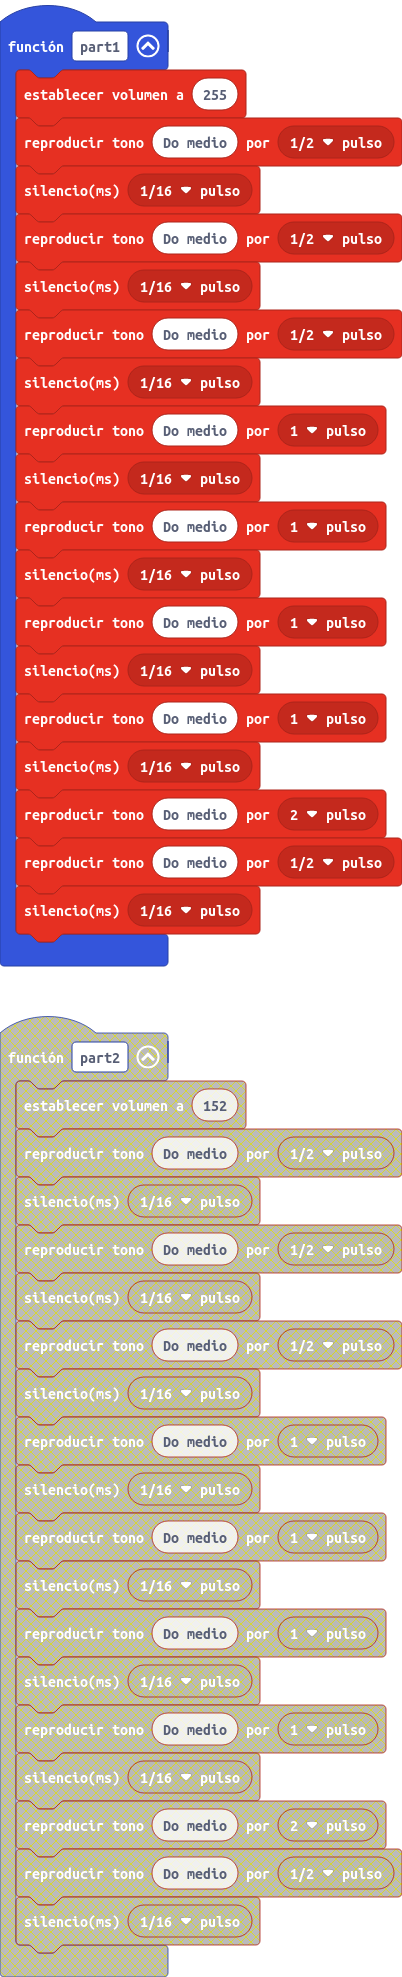 función part1
establecer volumen a 255
reproducir tono Do medio por 1/2 pulso
silencio(ms) 1/16 pulso
reproducir tono Do medio por 1/2 pulso
silencio(ms) 1/16 pulso
reproducir tono Do medio por 1/2 pulso
silencio(ms) 1/16 pulso
reproducir tono Do medio por 1 pulso
silencio(ms) 1/16 pulso
reproducir tono Do medio por 1 pulso
silencio(ms) 1/16 pulso
reproducir tono Do medio por 1 pulso
silencio(ms) 1/16 pulso
reproducir tono Do medio por 1 pulso
silencio(ms) 1/16 pulso
reproducir tono Do medio por 2 pulso
reproducir tono Do medio por 1/2 pulso
silencio(ms) 1/16 pulso
función part2
establecer volumen a 152
reproducir tono Do medio por 1/2 pulso
silencio(ms) 1/16 pulso
reproducir tono Do medio por 1/2 pulso
silencio(ms) 1/16 pulso
reproducir tono Do medio por 1/2 pulso
silencio(ms) 1/16 pulso
reproducir tono Do medio por 1 pulso
silencio(ms) 1/16 pulso
reproducir tono Do medio por 1 pulso
silencio(ms) 1/16 pulso
reproducir tono Do medio por 1 pulso
silencio(ms) 1/16 pulso
reproducir tono Do medio por 1 pulso
silencio(ms) 1/16 pulso
reproducir tono Do medio por 2 pulso
reproducir tono Do medio por 1/2 pulso
silencio(ms) 1/16 pulso